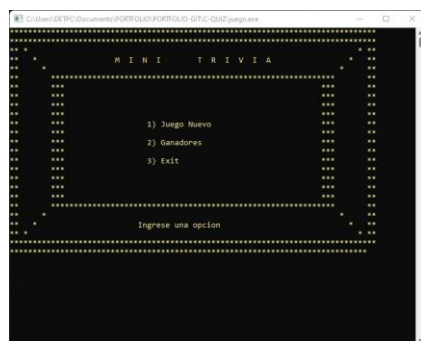 C:\Users\DETPC\Documents\PORTFOLIO\PORTFOLIO-GIT\C-QUIZ\juego.exe
M I N I   T R I V I A
1) Juego Nuevo
2) Ganadores
3) Exit
Ingrese una opcion